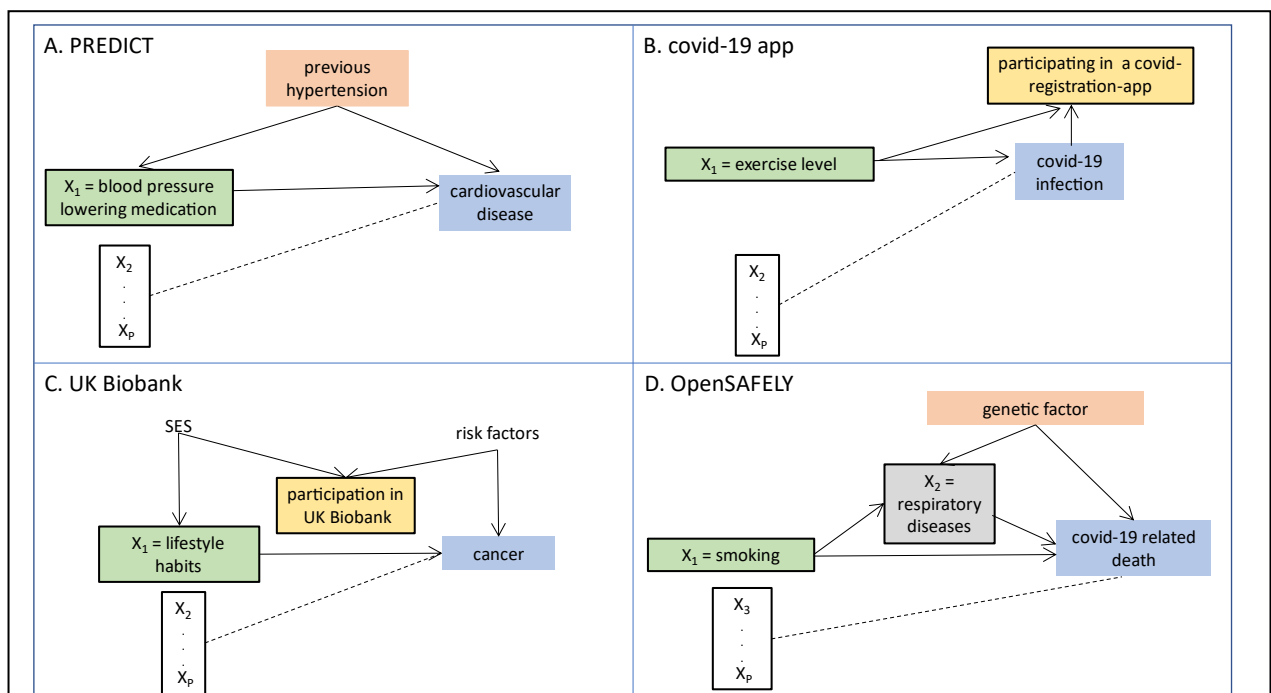 A. PREDICT
previous
hypertension
X1 = blood pressure
lowering medication
cardiovascular
disease
X2
.
.
.
XP
B. covid-19 app
participating in a covid-
registration-app
X1 = exercise level
covid-19
infection
X2
.
.
.
XP
C. UK Biobank
SES
risk factors
participation in
UK Biobank
X1 = lifestyle
habits
cancer
X2
.
.
.
XP
D. OpenSAFELY
genetic factor
X2 =
respiratory
diseases
X1 = smoking
covid-19 related
death
X3
.
.
.
XP